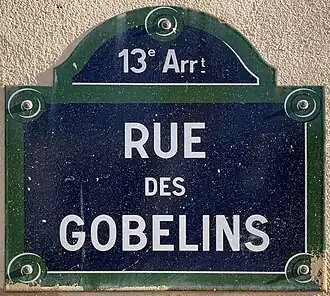 13e Arrt
RUE
DES
GOBELINS